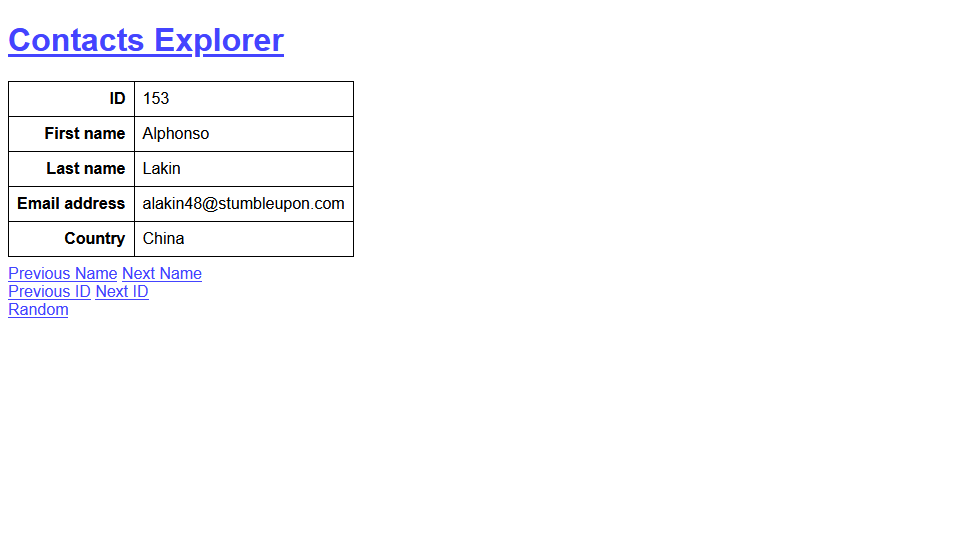 Contacts Explorer
ID 153
First name Alphonso
Last name Lakin
Email address alakin48@stumbleupon.com
Country China
Previous Name Next Name
Previous ID Next ID
Random